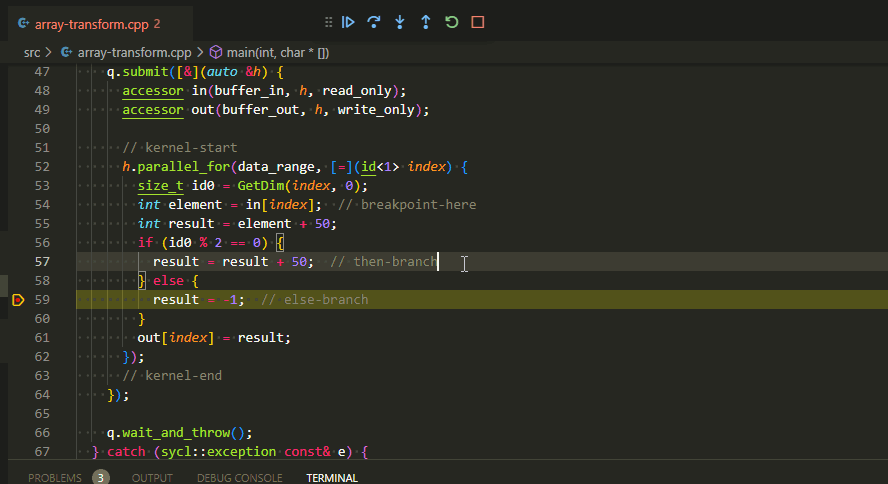 array-transform.cpp 2
src > array-transform.cpp > main(int, char * [])
47 q.submit([&](auto &h) {
48 accessor in(buffer_in, h, read_only);
49 accessor out(buffer_out, h, write_only);
50
51 // kernel-start
52 h.parallel_for(data_range, [=](id<1> index) {
53 size_t id0 = GetDim(index, 0);
54 int element = in[index]; // breakpoint-here
55 int result = element + 50;
56 if (id0 % 2 == 0) {
57 result = result + 50; // then-branch
58 } else {
59 result = -1; // else-branch
60 }
61 out[index] = result;
62 });
63 // kernel-end
64 });
65
66 q.wait_and_throw();
67 } catch (sycl::exception const& e) {
PROBLEMS 3 OUTPUT DEBUG CONSOLE TERMINAL